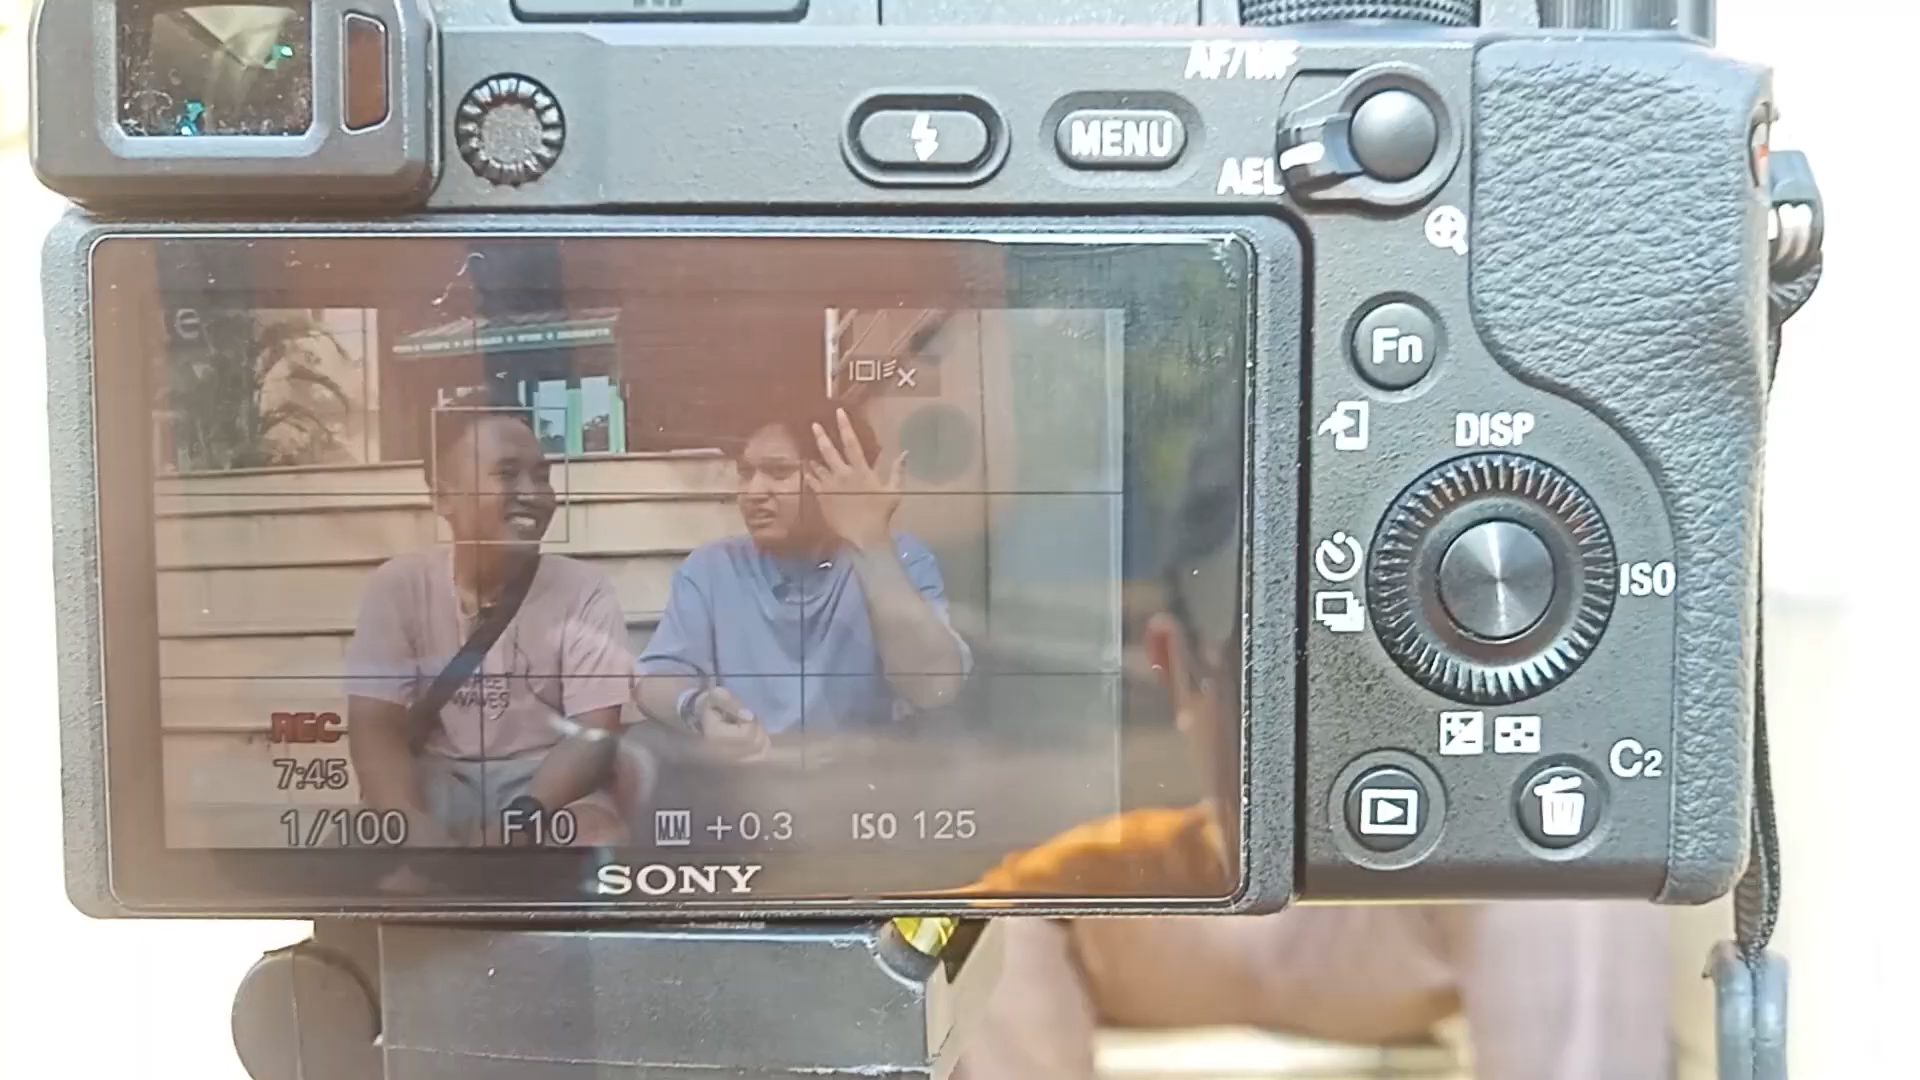 AF/MF
MENU
AEL
Fn
DISP
ISO
WAVES
REC
7:45
1/100 F10 M.M. +0.3 ISO 125
C2
SONY